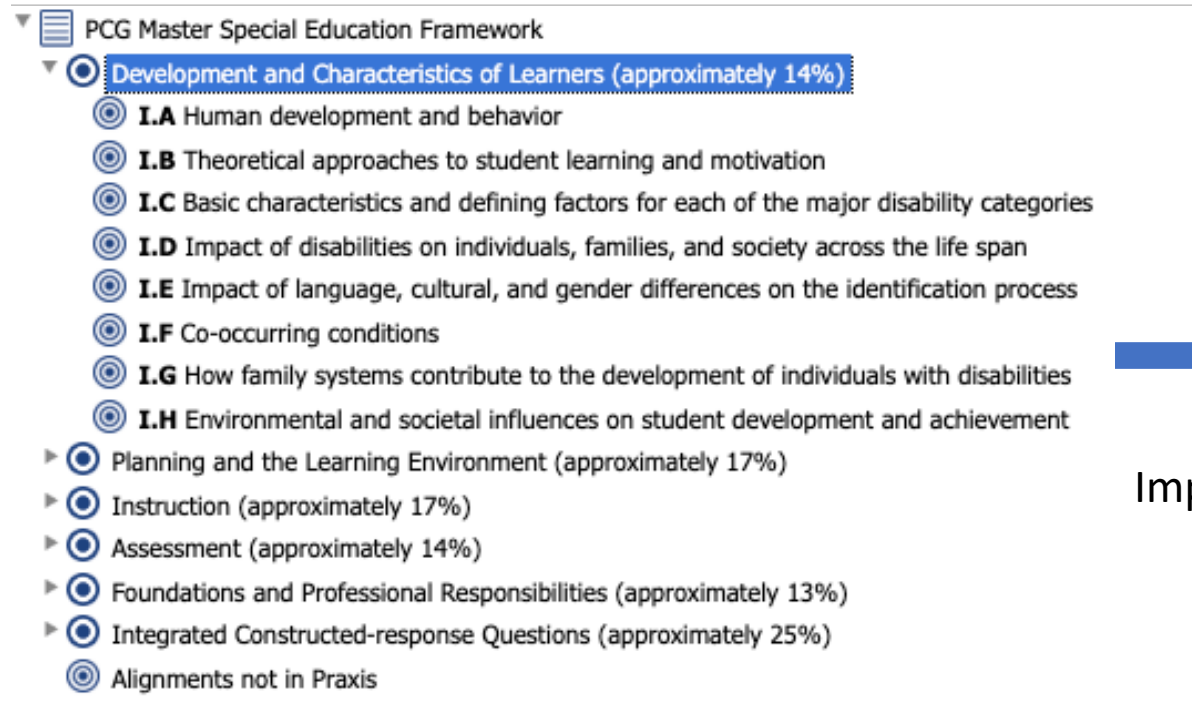 PCG Master Special Education Framework
Development and Characteristics of Learners (approximately 14%)
I.A Human development and behavior
I.B Theoretical approaches to student learning and motivation
I.C Basic characteristics and defining factors for each of the major disability categories
I.D Impact of disabilities on individuals, families, and society across the life span
I.E Impact of language, cultural, and gender differences on the identification process
I.F Co-occurring conditions
I.G How family systems contribute to the development of individuals with disabilities
I.H Environmental and societal influences on student development and achievement
Planning and the Learning Environment (approximately 17%)
Imp
Instruction (approximately 17%)
Assessment (approximately 14%)
Foundations and Professional Responsibilities (approximately 13%)
Integrated Constructed-response Questions (approximately 25%)
Alignments not in Praxis